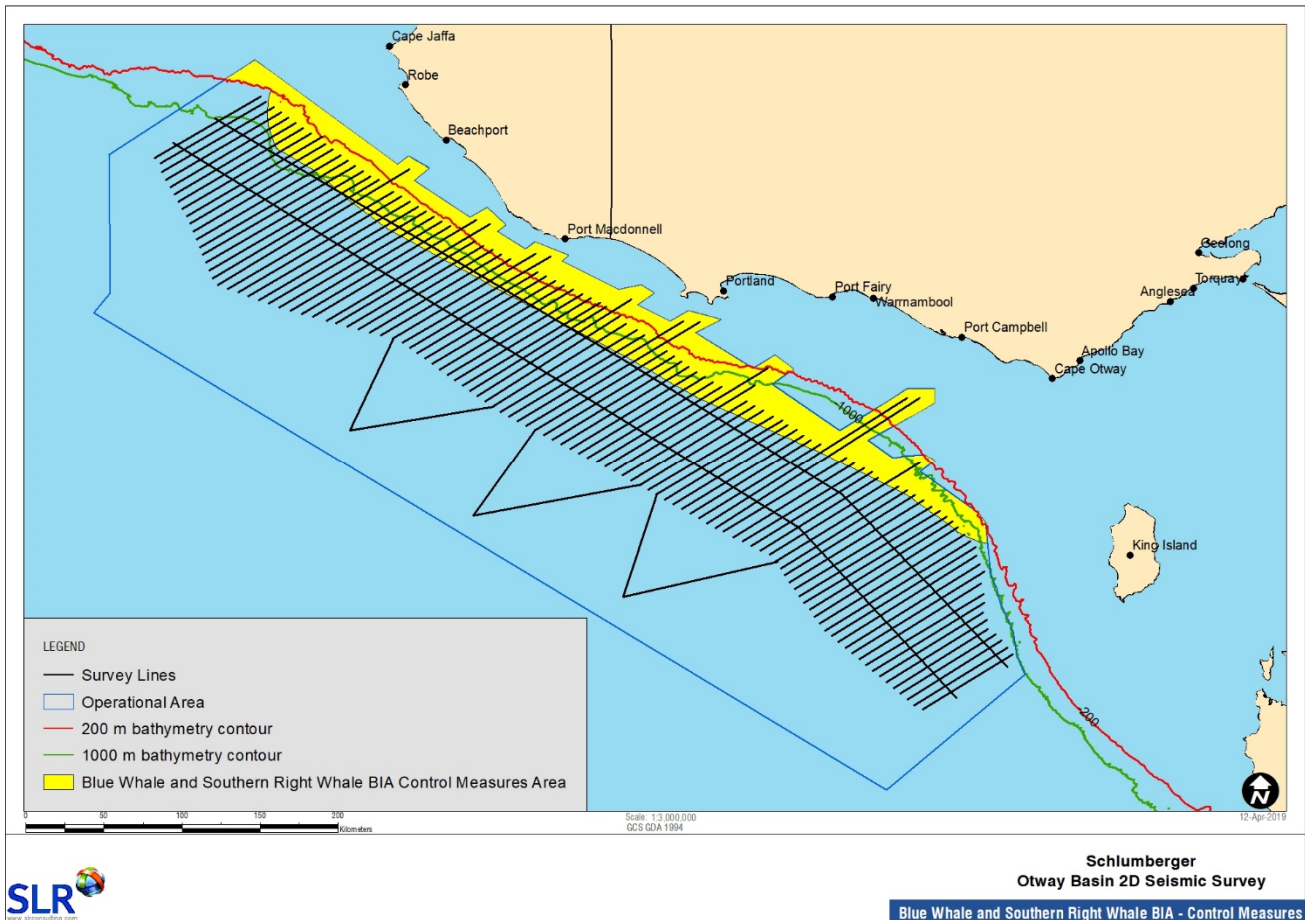 Cape Jaffa
Robe
Beachport
Port Macdonnell
Portland
Port Fairy
Warrnambool
Port Campbell
Geelong
Torquay
Anglesea
Apollo Bay
Cape Otway
1000
King Island
200
LEGEND
Survey Lines
Operational Area
200 m bathymetry contour
1000 m bathymetry contour
Blue Whale and Southern Right Whale BIA Control Measures Area
0 50 100 150 200
Kilometers
Scale: 1:3,000,000
GCS GDA 1994
N
12-Apr-2019
SLR
www.slrconsulting.com
Schlumberger
Otway Basin 2D Seismic Survey
Blue Whale and Southern Right Whale BIA - Control Measures